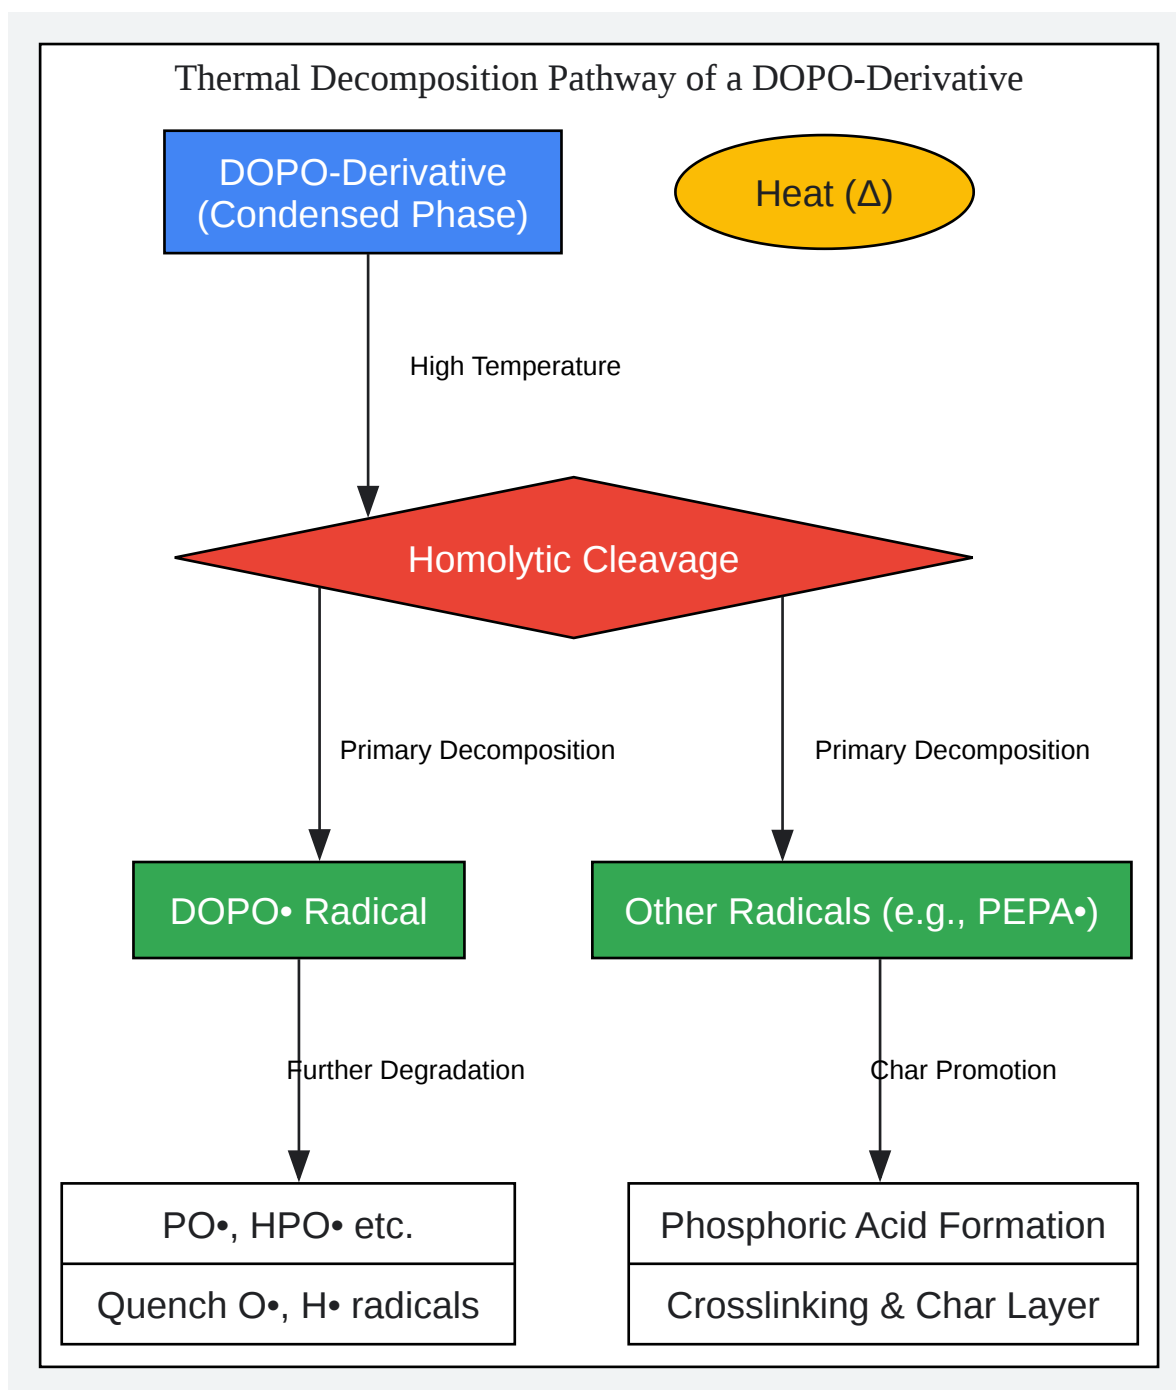 Thermal Decomposition Pathway of a DOPO-Derivative
DOPO-Derivative
(Condensed Phase)
Heat (Δ)
High Temperature
Homolytic Cleavage
Primary Decomposition
Primary Decomposition
DOPO• Radical
Other Radicals (e.g., PEPA•)
Further Degradation
Char Promotion
PO•, HPO• etc.
Quench O•, H• radicals
Phosphoric Acid Formation
Crosslinking & Char Layer